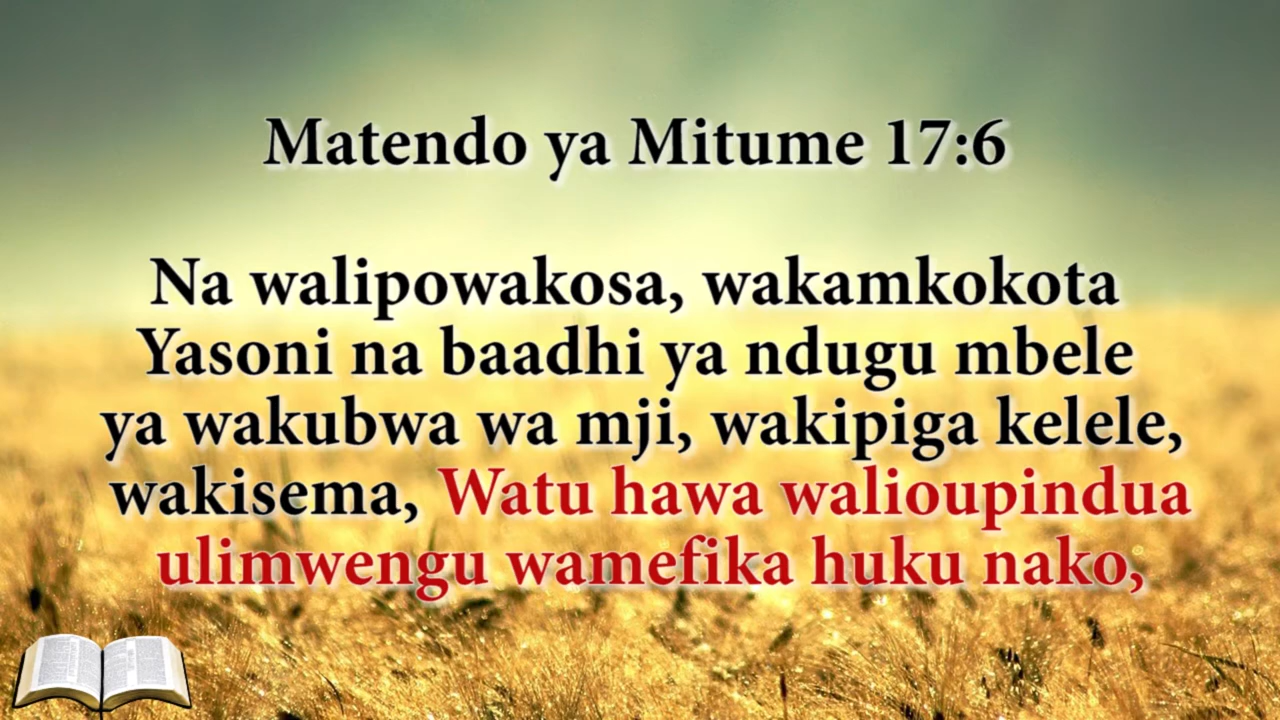 Matendo ya Mitume 17:6
Na walipowakosa, wakamkokota
Yasoni na baadhi ya ndugu mbele
ya wakubwa wa mji, wakipiga kelele,
wakisema, Watu hawa walioupindua
ulimwengu wamefika huku nako,